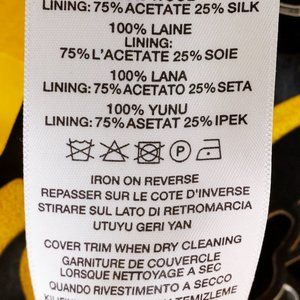 LINING: 75% ACETATE 25% SILK
100% LAINE
LINING:
75% L'ACETATE 25% SOIE
100% LANA
LINING: 75% ACETATO 25% SETA
100% YUNU
LINING: 75% ASETAT 25% IPEK
P
IRON ON REVERSE
REPASSER SUR LE COTE D'INVERSE
STIRARE SUL LATO DI RETROMARCIA
UTUYU GERI YAN
COVER TRIM WHEN DRY CLEANING
GARNITURE DE COUVERCLE
LORSQUE NETTOYAGE A SEC
QUANDO RIVESTIMENTO A SECCO
TEMIZLEME